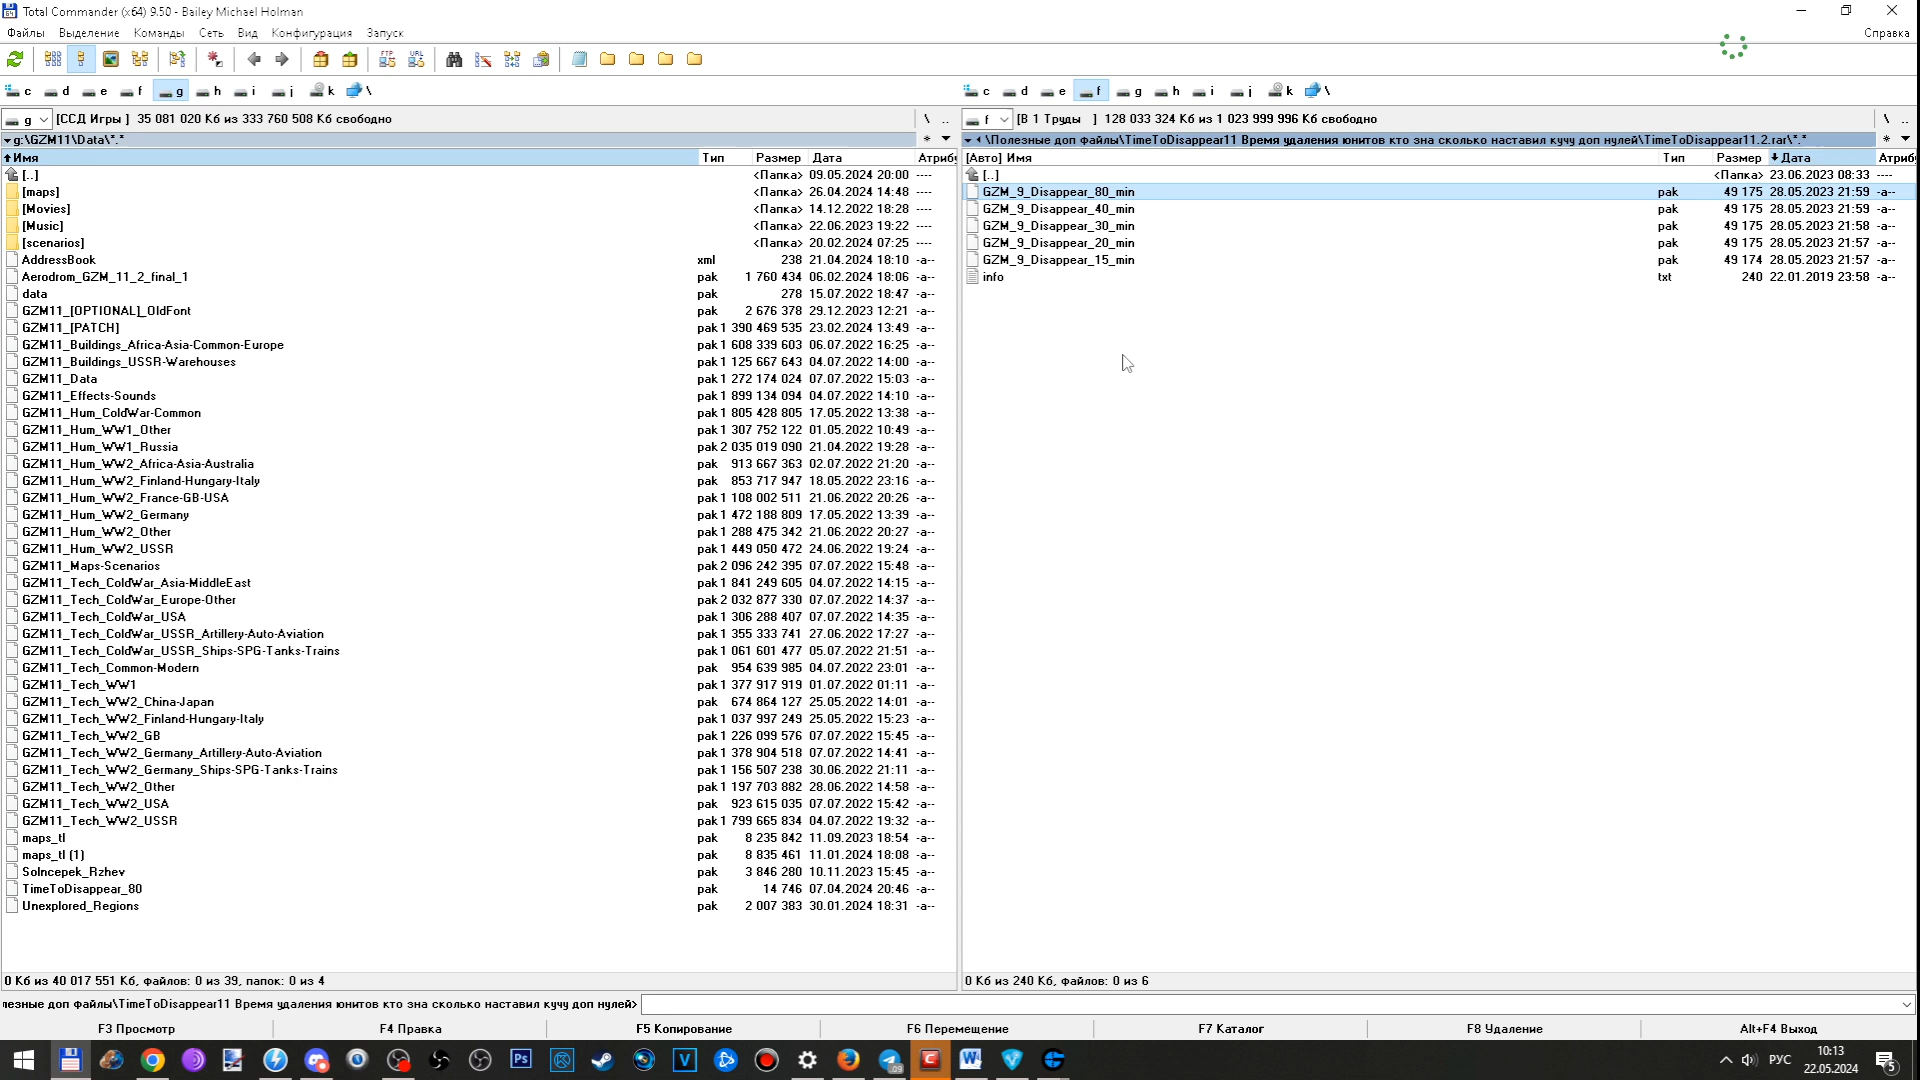 Total Commander (x64) 9.50 - Bailey Michael Holman
Файлы Выделение Команды Сеть Вид Конфигурация Запуск Справка
c d e f g h i j k \
c d e f g h i j k \
g [ССД Игры ] 35 081 020 Кб из 333 760 508 Кб свободно \ ..
f [В 1 Труды ] 128 033 324 Кб из 1 023 999 996 Кб свободно \ ..
g:\GZM11\Data\*.* * 
\Полезные доп файлы\TimeToDisappear11 Время удаления юнитов кто зна сколько наставил кучу доп нулей\TimeToDisappear11.2.rar\*.* *
Имя Тип Размер Дата Атрибу
[..] <Папка> 09.05.2024 20:00 ----
[maps] <Папка> 26.04.2024 14:48 ----
[Movies] <Папка> 14.12.2022 18:28 ----
[Music] <Папка> 22.06.2023 19:22 ----
[scenarios] <Папка> 20.02.2024 07:25 ----
AddressBook xml 238 21.04.2024 18:10 -a--
Aerodrom_GZM_11_2_final_1 pak 1 760 434 06.02.2024 18:06 -a--
data pak 278 15.07.2022 18:47 -a--
GZM11_[OPTIONAL]_OldFont pak 2 676 378 29.12.2023 12:21 -a--
GZM11_[PATCH] pak 1 390 469 535 23.02.2024 13:49 -a--
GZM11_Buildings_Africa-Asia-Common-Europe pak 1 608 339 603 06.07.2022 16:25 -a--
GZM11_Buildings_USSR-Warehouses pak 1 125 667 643 04.07.2022 14:00 -a--
GZM11_Data pak 1 272 174 024 07.07.2022 15:03 -a--
GZM11_Effects-Sounds pak 1 899 134 094 04.07.2022 14:10 -a--
GZM11_Hum_ColdWar-Common pak 1 805 428 805 17.05.2022 13:38 -a--
GZM11_Hum_WW1_Other pak 1 307 752 122 01.05.2022 10:49 -a--
GZM11_Hum_WW1_Russia pak 2 035 019 090 21.04.2022 19:28 -a--
GZM11_Hum_WW2_Africa-Asia-Australia pak 913 667 363 02.07.2022 21:20 -a--
GZM11_Hum_WW2_Finland-Hungary-Italy pak 853 717 947 18.05.2022 23:16 -a--
GZM11_Hum_WW2_France-GB-USA pak 1 108 002 511 21.06.2022 20:26 -a--
GZM11_Hum_WW2_Germany pak 1 472 188 809 17.05.2022 13:39 -a--
GZM11_Hum_WW2_Other pak 1 288 475 342 21.06.2022 20:27 -a--
GZM11_Hum_WW2_USSR pak 1 449 050 472 24.06.2022 19:24 -a--
GZM11_Maps-Scenarios pak 2 096 242 395 07.07.2022 15:48 -a--
GZM11_Tech_ColdWar_Asia-MiddleEast pak 1 841 249 605 04.07.2022 14:15 -a--
GZM11_Tech_ColdWar_Europe-Other pak 2 032 877 330 07.07.2022 14:37 -a--
GZM11_Tech_ColdWar_USA pak 1 306 288 407 07.07.2022 14:35 -a--
GZM11_Tech_ColdWar_USSR_Artillery-Auto-Aviation pak 1 355 333 741 27.06.2022 17:27 -a--
GZM11_Tech_ColdWar_USSR_Ships-SPG-Tanks-Trains pak 1 061 601 477 05.07.2022 21:51 -a--
GZM11_Tech_Common-Modern pak 954 639 985 04.07.2022 23:01 -a--
GZM11_Tech_WW1 pak 1 377 917 919 01.07.2022 01:11 -a--
GZM11_Tech_WW2_China-Japan pak 674 864 127 25.05.2022 14:01 -a--
GZM11_Tech_WW2_Finland-Hungary-Italy pak 1 037 997 249 25.05.2022 15:23 -a--
GZM11_Tech_WW2_GB pak 1 226 099 576 07.07.2022 15:45 -a--
GZM11_Tech_WW2_Germany_Artillery-Auto-Aviation pak 1 378 904 518 07.07.2022 14:41 -a--
GZM11_Tech_WW2_Germany_Ships-SPG-Tanks-Trains pak 1 156 507 238 30.06.2022 21:11 -a--
GZM11_Tech_WW2_Other pak 1 197 703 882 28.06.2022 14:58 -a--
GZM11_Tech_WW2_USA pak 923 615 035 07.07.2022 15:42 -a--
GZM11_Tech_WW2_USSR pak 1 799 665 834 04.07.2022 19:32 -a--
maps_tl pak 8 235 842 11.09.2023 18:54 -a--
maps_tl (1) pak 8 835 461 11.01.2024 18:08 -a--
Solncepek_Rzhev pak 3 846 280 10.11.2023 15:45 -a--
TimeToDisappear_80 pak 14 746 07.04.2024 20:46 -a--
Unexplored_Regions pak 2 007 383 30.01.2024 18:31 -a--
0 Кб из 40 017 551 Кб, файлов: 0 из 39, папок: 0 из 4
[Авто] Имя Тип Размер Дата Атрибу
[..] <Папка> 23.06.2023 08:33 ----
GZM_9_Disappear_80_min pak 49 175 28.05.2023 21:59 -a--
GZM_9_Disappear_40_min pak 49 175 28.05.2023 21:59 -a--
GZM_9_Disappear_30_min pak 49 175 28.05.2023 21:58 -a--
GZM_9_Disappear_20_min pak 49 175 28.05.2023 21:57 -a--
GZM_9_Disappear_15_min pak 49 174 28.05.2023 21:57 -a--
info txt 240 22.01.2019 23:58 -a--
0 Кб из 240 Кб, файлов: 0 из 6
лезные доп файлы\TimeToDisappear11 Время удаления юнитов кто зна сколько наставил кучу доп нулей>
F3 Просмотр F4 Правка F5 Копирование F6 Перемещение F7 Каталог F8 Удаление Alt+F4 Выход
РУС 10:13
22.05.2024
5